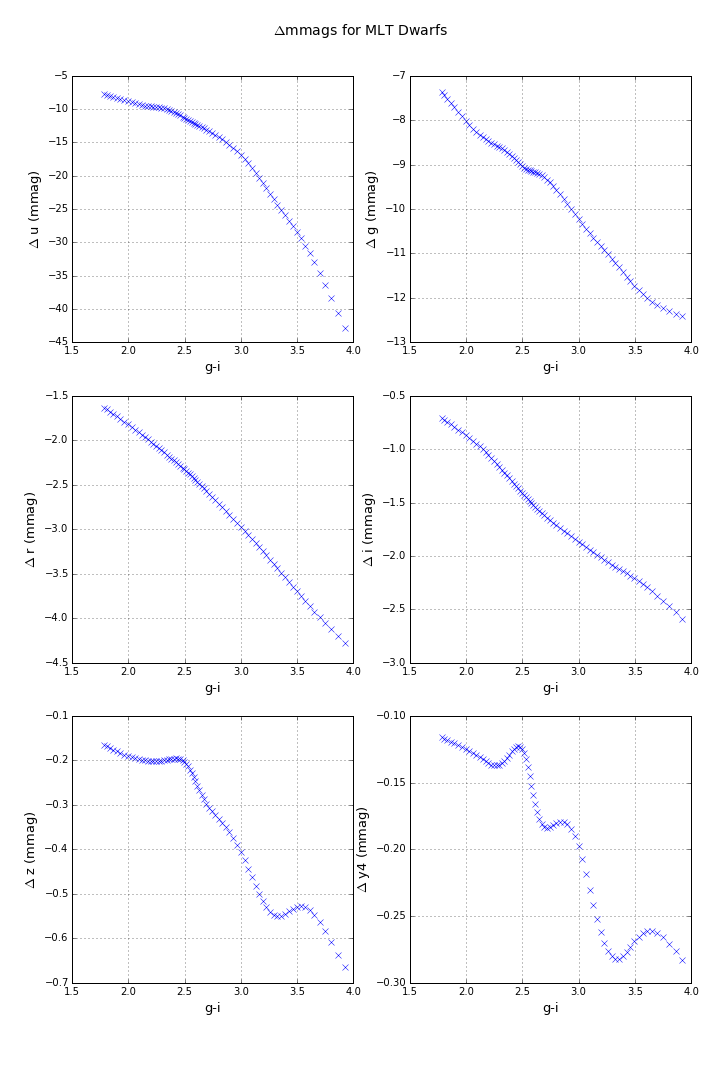 Δmmags for MLT Dwarfs
−5
−10
−15
−20
−25
−30
−35
−40
−45
Δ u (mmag)
1.5 2.0 2.5 3.0 3.5 4.0
g-i
−7
−8
−9
−10
−11
−12
−13
Δ g (mmag)
1.5 2.0 2.5 3.0 3.5 4.0
g-i
−1.5
−2.0
−2.5
−3.0
−3.5
−4.0
−4.5
Δ r (mmag)
1.5 2.0 2.5 3.0 3.5 4.0
g-i
−0.5
−1.0
−1.5
−2.0
−2.5
−3.0
Δ i (mmag)
1.5 2.0 2.5 3.0 3.5 4.0
g-i
−0.1
−0.2
−0.3
−0.4
−0.5
−0.6
−0.7
Δ z (mmag)
1.5 2.0 2.5 3.0 3.5 4.0
g-i
−0.10
−0.15
−0.20
−0.25
−0.30
Δ y4 (mmag)
1.5 2.0 2.5 3.0 3.5 4.0
g-i